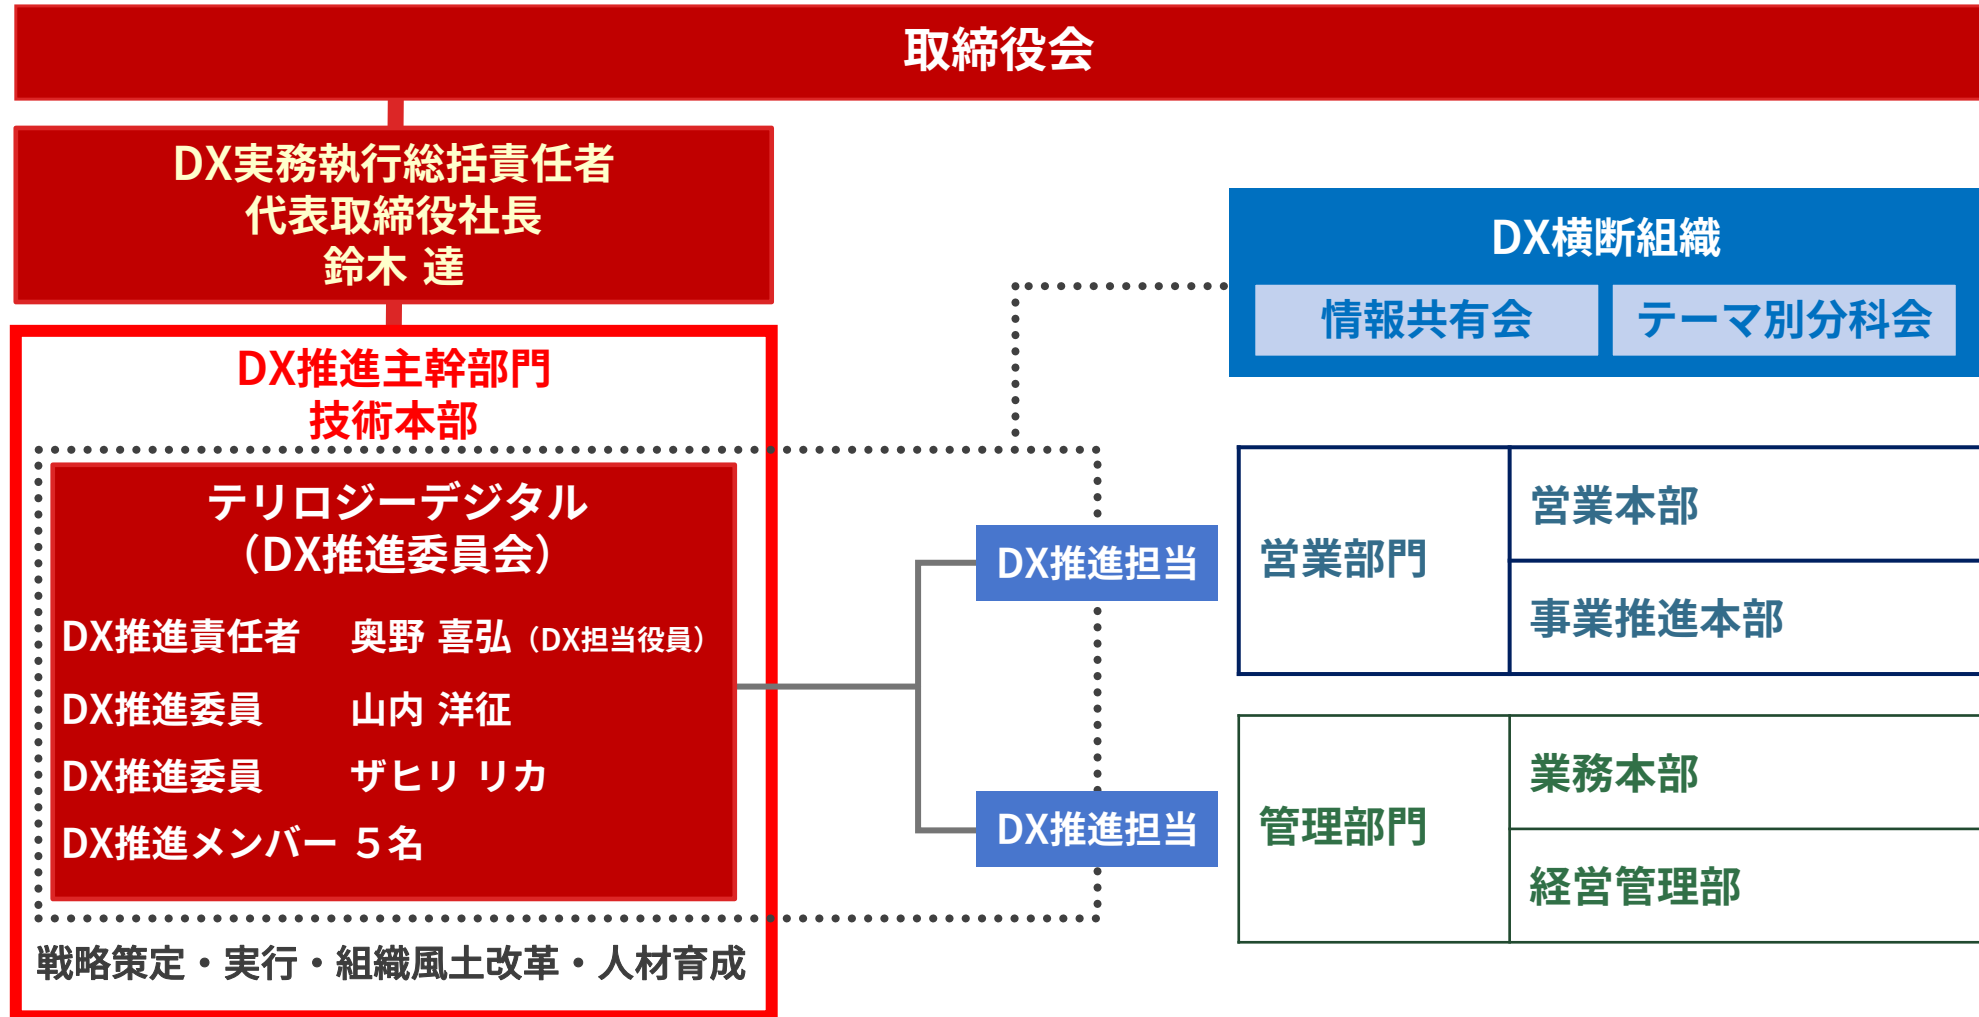 取締役会
DX実務執行総括責任者
代表取締役社長
鈴木 達
DX推進主幹部門
技術本部
テリロジーデジタル
（DX推進委員会）
DX推進責任者 奥野 喜弘（DX担当役員）
DX推進委員 山内 洋征
DX推進委員 ザヒリ リカ
DX推進メンバー ５名
戦略策定・実行・組織風土改革・人材育成
DX推進担当
DX推進担当
DX横断組織
情報共有会 テーマ別分科会
営業部門
営業本部
事業推進本部
管理部門
業務本部
経営管理部